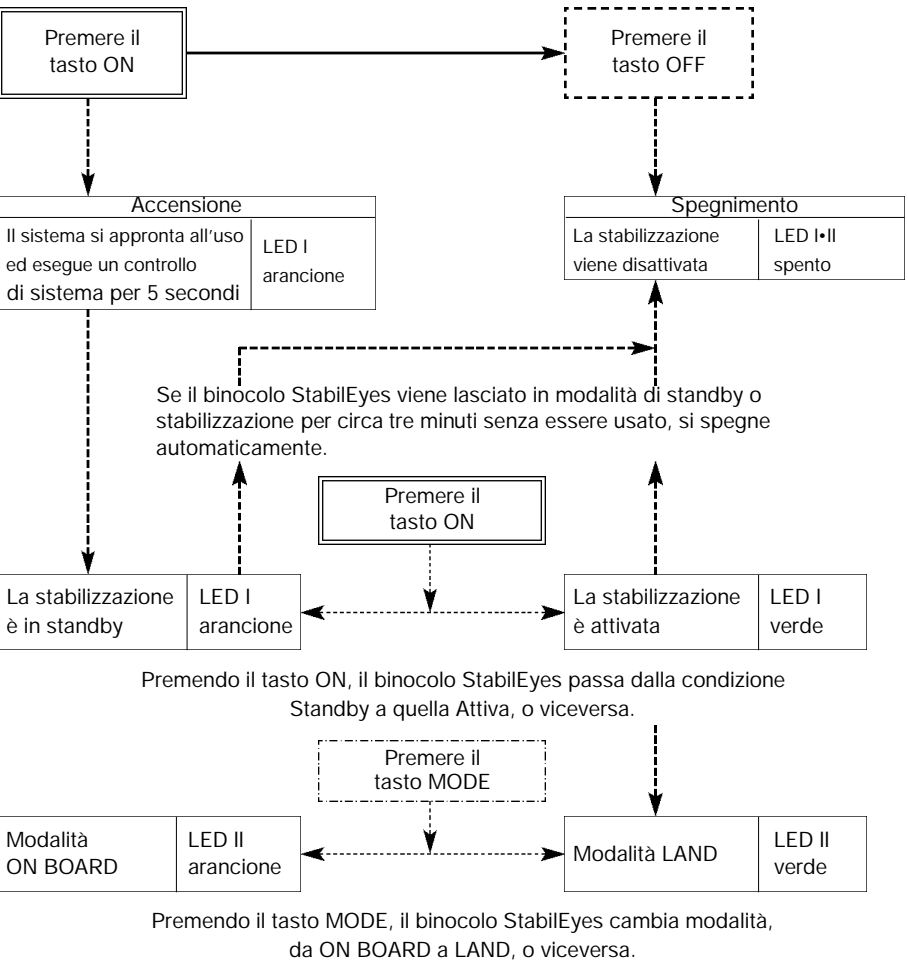 Premere il
tasto ON
Premere il
tasto OFF
Accensione
Il sistema si appronta all'uso
ed esegue un controllo
di sistema per 5 secondi
LED I
arancione
Spegnimento
La stabilizzazione
viene disattivata
LED I•II
spento
Se il binocolo StabilEyes viene lasciato in modalità di standby o
stabilizzazione per circa tre minuti senza essere usato, si spegne
automaticamente.
Premere il
tasto ON
La stabilizzazione
è in standby
LED I
arancione
La stabilizzazione
è attivata
LED I
verde
Premendo il tasto ON, il binocolo StabilEyes passa dalla condizione
Standby a quella Attiva, o viceversa.
Premere il
tasto MODE
Modalità
ON BOARD
LED II
arancione
Modalità LAND
LED II
verde
Premendo il tasto MODE, il binocolo StabilEyes cambia modalità,
da ON BOARD a LAND, o viceversa.